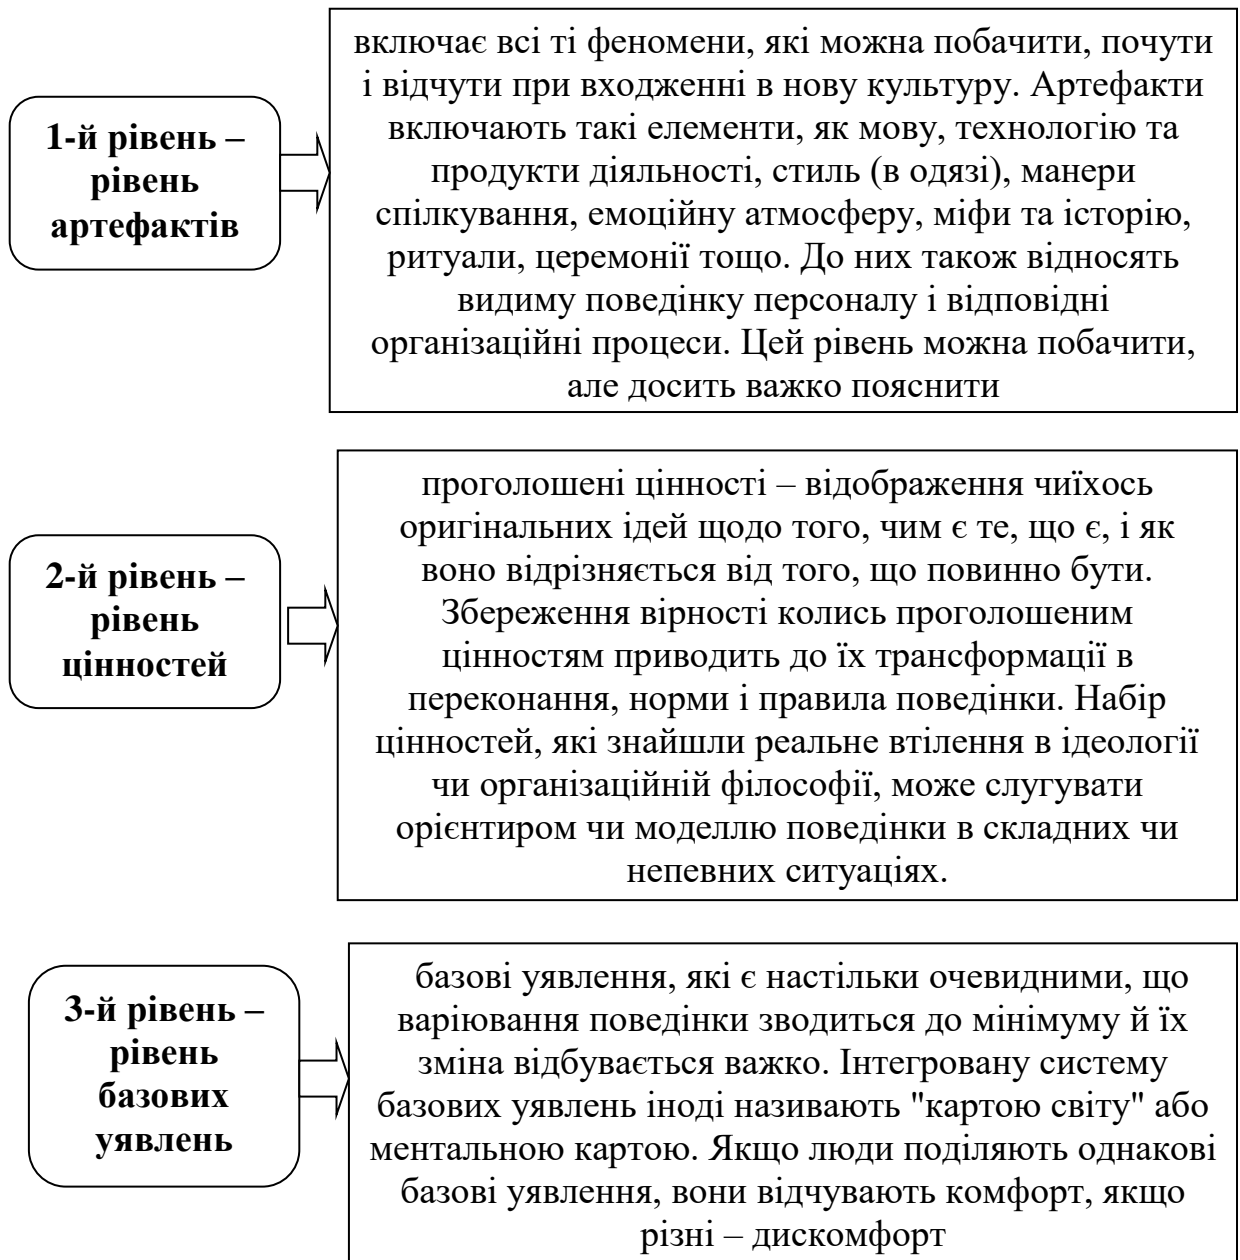 1-й рівень –
рівень
артефактів
включає всі ті феномени, які можна побачити, почути
і відчути при входженні в нову культуру. Артефакти
включають такі елементи, як мову, технологію та
продукти діяльності, стиль (в одязі), манери
спілкування, емоційну атмосферу, міфи та історію,
ритуали, церемонії тощо. До них також відносять
видиму поведінку персоналу і відповідні
організаційні процеси. Цей рівень можна побачити,
але досить важко пояснити
2-й рівень –
рівень
цінностей
проголошені цінності – відображення чиїхось
оригінальних ідей щодо того, чим є те, що є, і як
воно відрізняється від того, що повинно бути.
Збереження вірності колись проголошеним
цінностям приводить до їх трансформації в
переконання, норми і правила поведінки. Набір
цінностей, які знайшли реальне втілення в ідеології
чи організаційній філософії, може слугувати
орієнтиром чи моделлю поведінки в складних чи
непевних ситуаціях.
3-й рівень –
рівень
базових
уявлень
базові уявлення, які є настільки очевидними, що
варіювання поведінки зводиться до мінімуму й їх
зміна відбувається важко. Інтегровану систему
базових уявлень іноді називають "картою світу" або
ментальною картою. Якщо люди поділяють однакові
базові уявлення, вони відчувають комфорт, якщо
різні – дискомфорт